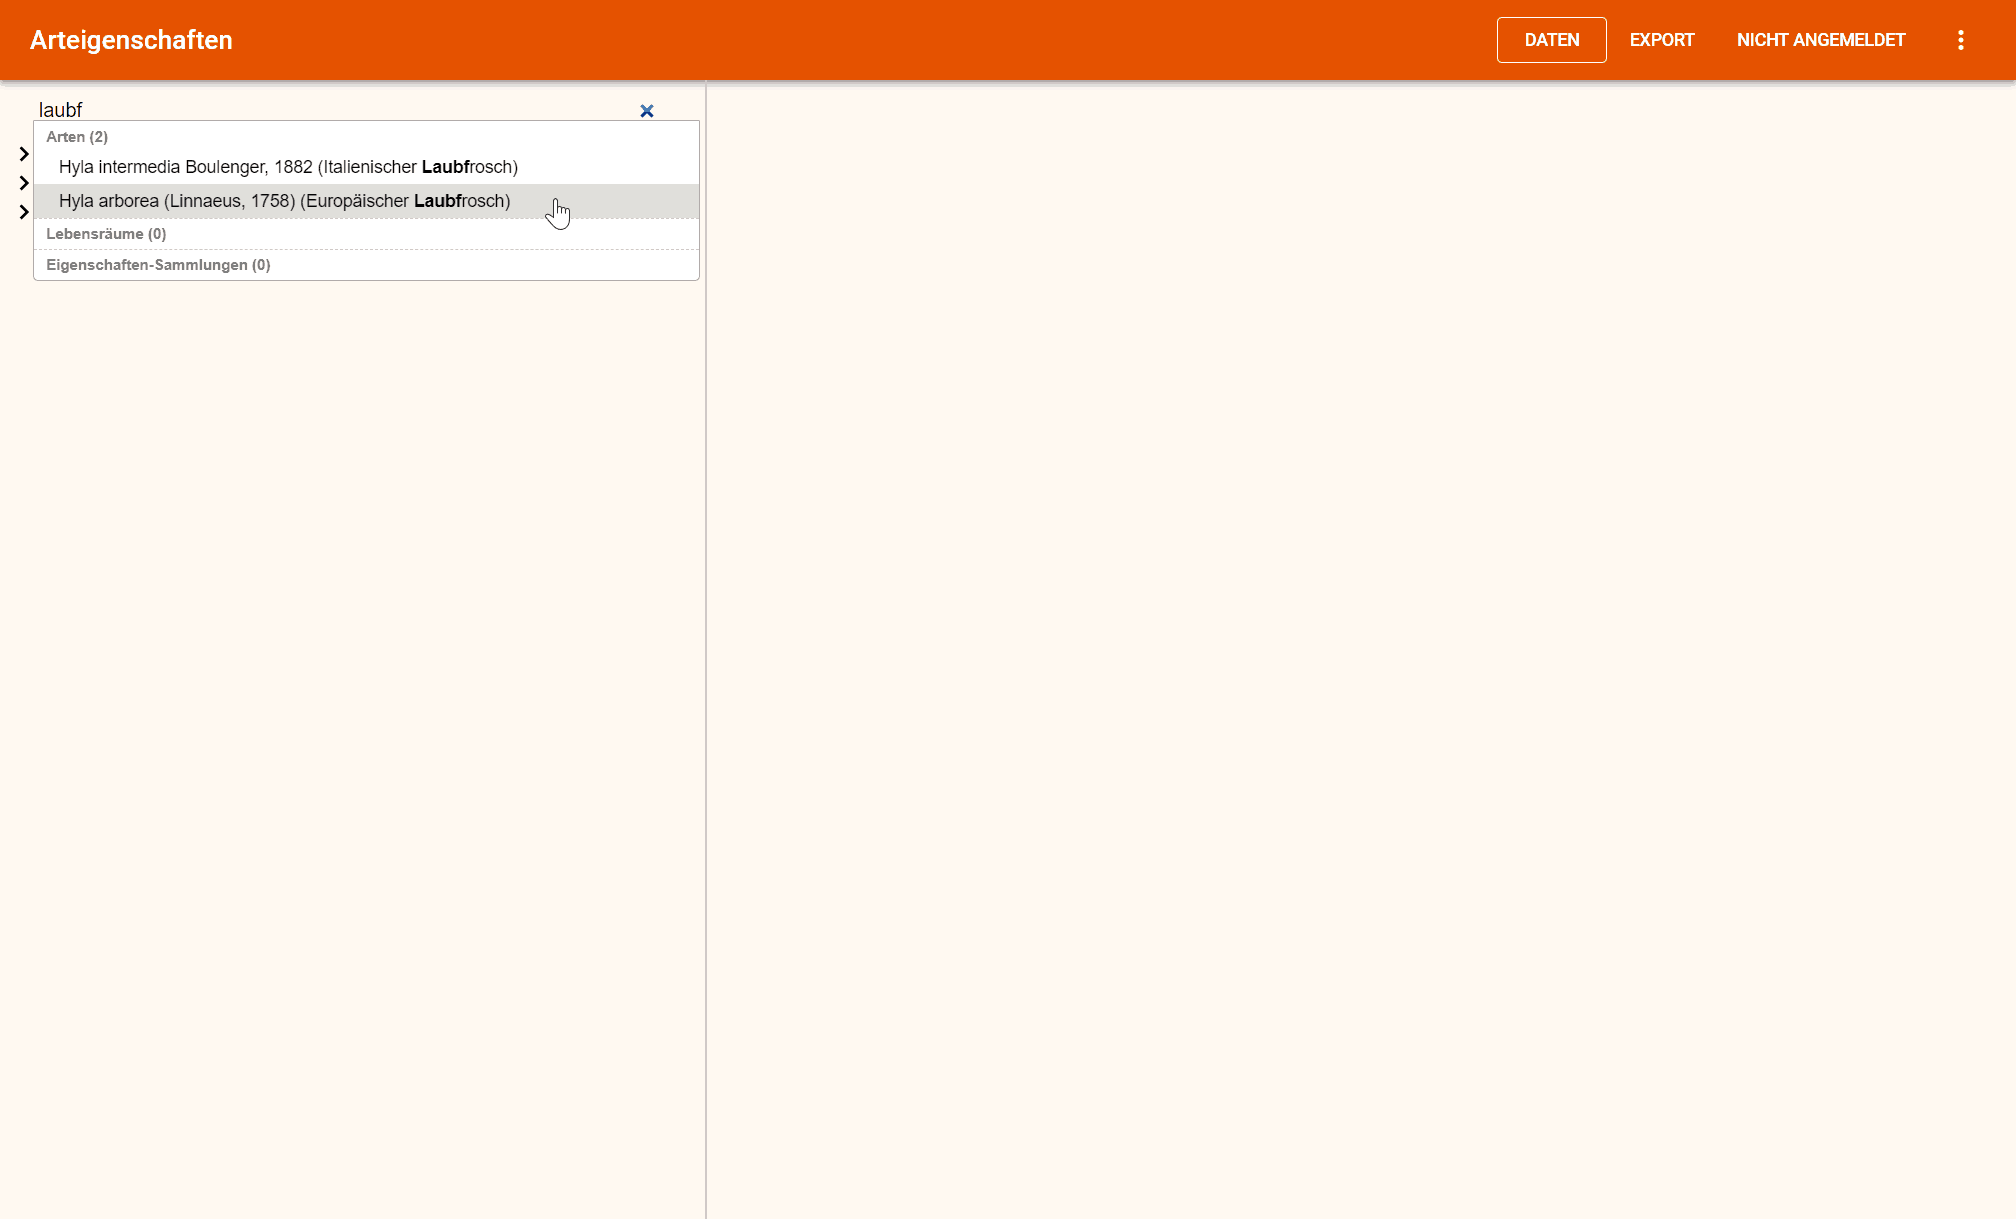 Arteigenschaften
DATEN
EXPORT
NICHT ANGEMELDET
laubf
Arten (2)
Hyla intermedia Boulenger, 1882 (Italienischer Laubfrosch)
Hyla arborea (Linnaeus, 1758) (Europäischer Laubfrosch)
Lebensräume (0)
Eigenschaften-Sammlungen (0)